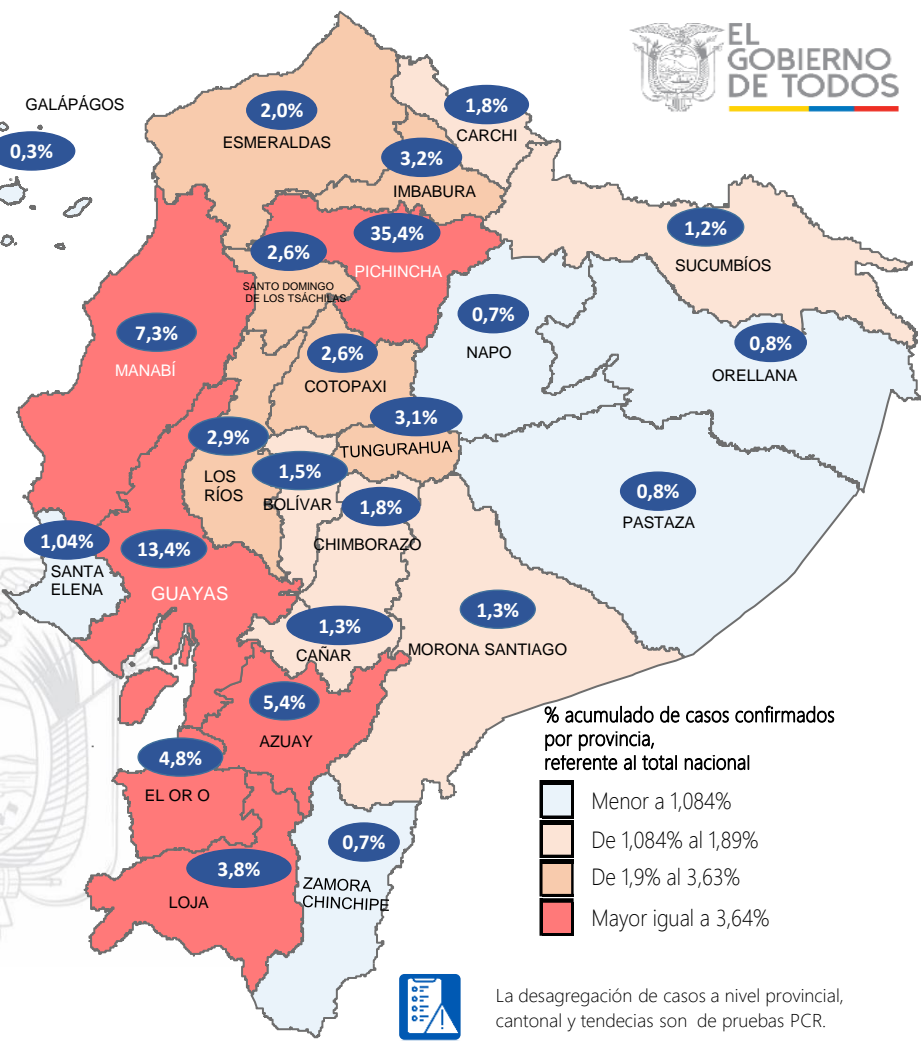 EL
GOBIERNO
DE TODOS
GALÁPÁGOS
0,3%
2,0%
ESMERALDAS
1,8%
CARCHI
3,2%
IMBABURA
35,4%
PICHINCHA
2,6%
SANTO DOMINGO
DE LOS TSÁCHILAS
1,2%
SUCUMBÍOS
7,3%
MANABÍ
0,7%
NAPO
0,8%
ORELLANA
2,6%
COTOPAXI
3,1%
TUNGURAHUA
2,9%
LOS
RÍOS
1,5%
BOLÍVAR
1,8%
CHIMBORAZO
0,8%
PASTAZA
1,04%
SANTA
ELENA
13,4%
GUAYAS
1,3%
CAÑAR
1,3%
MORONA SANTIAGO
5,4%
AZUAY
4,8%
EL OR O
3,8%
LOJA
0,7%
ZAMORA
CHINCHIPE
% acumulado de casos confirmados
por provincia,
referente al total nacional
Menor a 1,084%
De 1,084% al 1,89%
De 1,9% al 3,63%
Mayor igual a 3,64%
La desagregación de casos a nivel provincial,
cantonal y tendecias son de pruebas PCR.